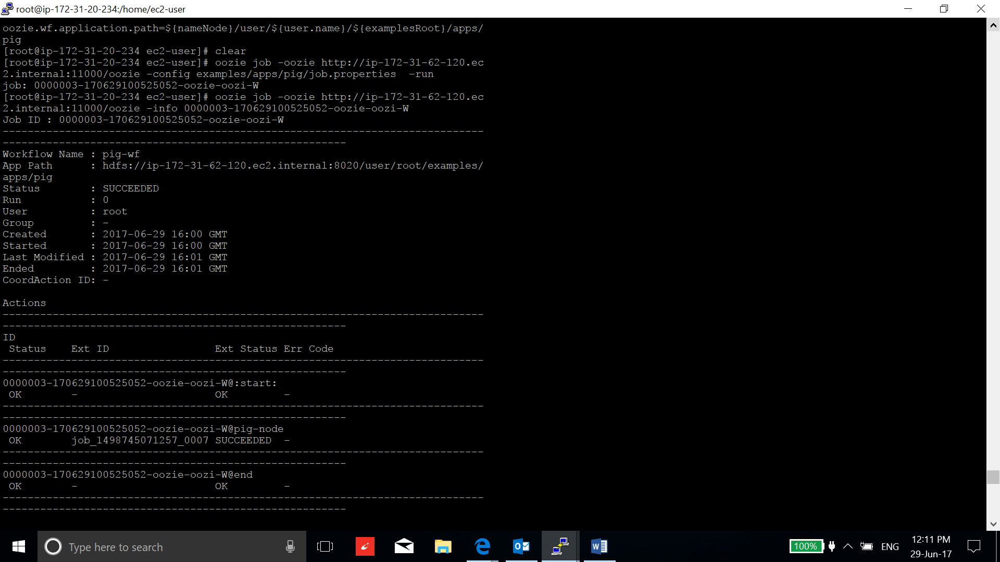 root@ip-172-31-20-234:/home/ec2-user
oozie.wf.application.path=${nameNode}/user/${user.name}/${examplesRoot}/apps/
pig
[root@ip-172-31-20-234 ec2-user]# clear
[root@ip-172-31-20-234 ec2-user]# oozie job -oozie http://ip-172-31-62-120.ec
2.internal:11000/oozie -config examples/apps/pig/job.properties  -run
job: 0000003-170629100525052-oozie-oozi-W
[root@ip-172-31-20-234 ec2-user]# oozie job -oozie http://ip-172-31-62-120.ec
2.internal:11000/oozie -info 0000003-170629100525052-oozie-oozi-W
Job ID : 0000003-170629100525052-oozie-oozi-W
-----------------------------------------------------------------------------
-------------------------------------------------------
Workflow Name : pig-wf
App Path      : hdfs://ip-172-31-62-120.ec2.internal:8020/user/root/examples/
apps/pig
Status        : SUCCEEDED
Run           : 0
User          : root
Group         : -
Created       : 2017-06-29 16:00 GMT
Started       : 2017-06-29 16:00 GMT
Last Modified : 2017-06-29 16:01 GMT
Ended         : 2017-06-29 16:01 GMT
CoordAction ID: -
Actions
-----------------------------------------------------------------------------
-------------------------------------------------------
ID
 Status    Ext ID                 Ext Status Err Code
-----------------------------------------------------------------------------
-------------------------------------------------------
0000003-170629100525052-oozie-oozi-W@:start:
 OK        -                      OK         -
-----------------------------------------------------------------------------
-------------------------------------------------------
0000003-170629100525052-oozie-oozi-W@pig-node
 OK        job_1498745071257_0007 SUCCEEDED  -
-----------------------------------------------------------------------------
-------------------------------------------------------
0000003-170629100525052-oozie-oozi-W@end
 OK        -                      OK         -
-----------------------------------------------------------------------------
-------------------------------------------------------
Type here to search
100%
ENG
12:11 PM
29-Jun-17